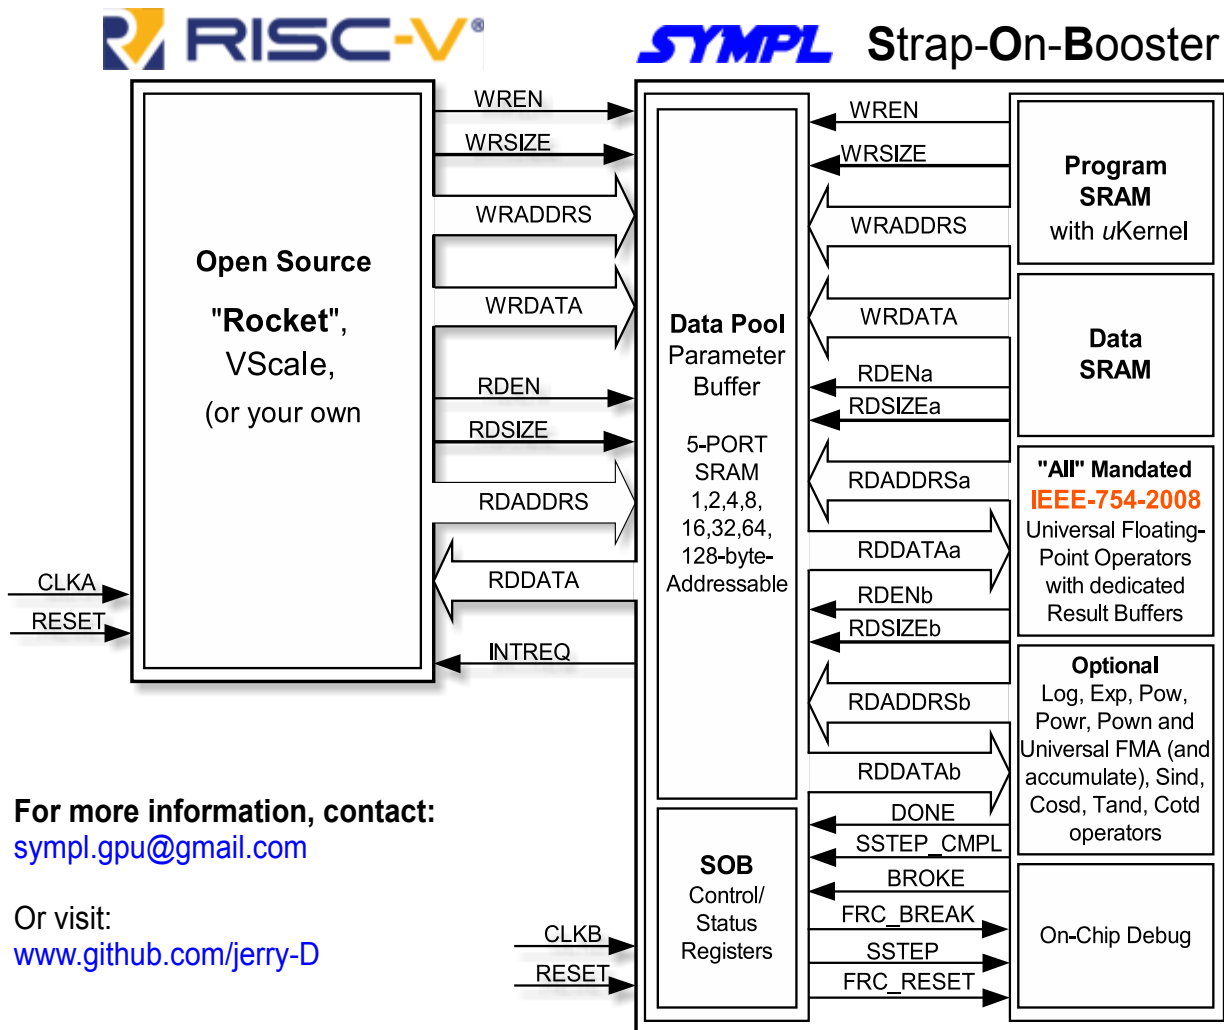 RISC-V®
SYMPL Strap-On-Booster
WREN
WRSIZE
WRADDRS
WRDATA
RDEN
RDSIZE
RDADDRS
RDDATA
INTREQ
Open Source
"Rocket",
VScale,
(or your own
CLKA
RESET
Data Pool
Parameter
Buffer
5-PORT
SRAM
1,2,4,8,
16,32,64,
128-byte-
Addressable
WREN
WRSIZE
WRADDRS
WRDATA
RDENa
RDSIZEa
RDADDRSa
RDDATAa
RDENb
RDSIZEb
RDADDRSb
RDDATAb
DONE
SSTEP_CMPL
BROKE
FRC_BREAK
SSTEP
FRC_RESET
Program
SRAM
with uKernel
Data
SRAM
"All" Mandated
IEEE-754-2008
Universal Floating-
Point Operators
with dedicated
Result Buffers
Optional
Log, Exp, Pow,
Powr, Pown and
Universal FMA (and
accumulate), Sind,
Cosd, Tand, Cotd
operators
On-Chip Debug
SOB
Control/
Status
Registers
CLKB
RESET
For more information, contact:
sympl.gpu@gmail.com
Or visit:
www.github.com/jerry-D